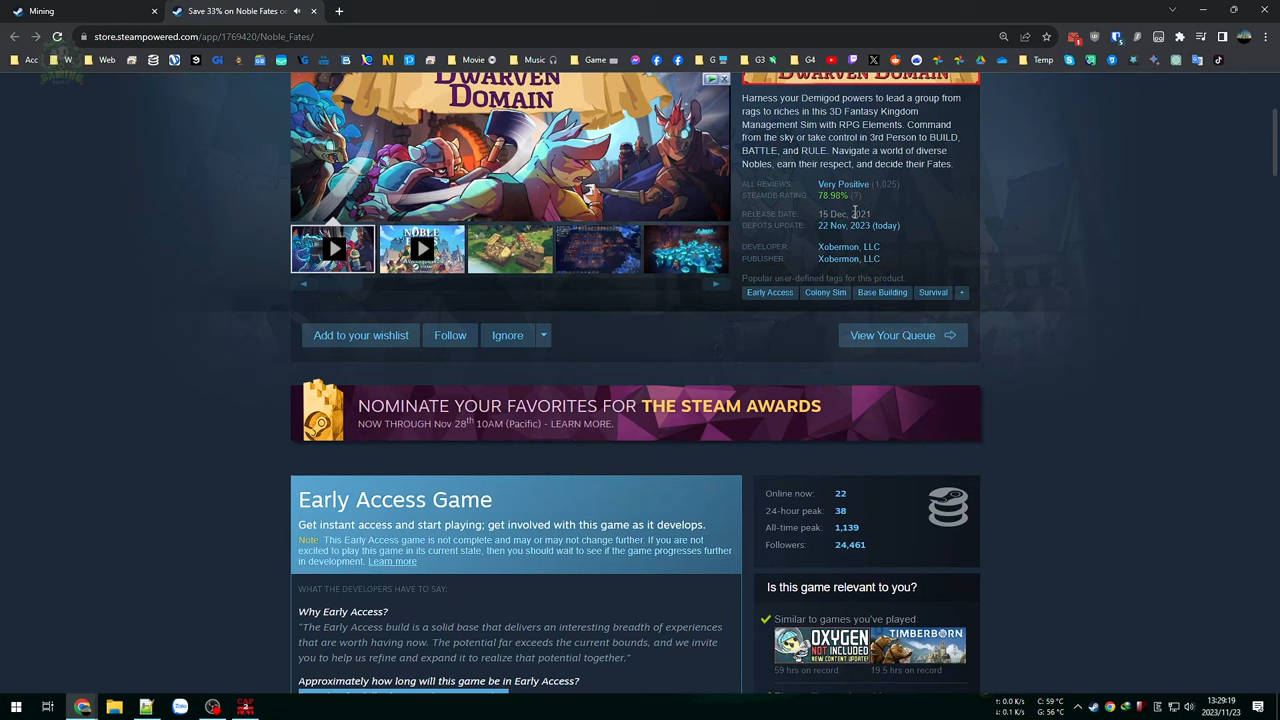 Mining
Save 33% on Noble Fates on S
store.steampowered.com/app/1769420/Noble_Fates/
Acc
W
Web
Movie
Music
Game
G
G3
G4
Temp
GAMING
DWARVEN
DOMAIN
DWARVEN DOMAIN
NOBLE
Harness your Demigod powers to lead a group from
rags to riches in this 3D Fantasy Kingdom
Management Sim with RPG Elements. Command
from the sky or take control in 3rd Person to BUILD,
BATTLE, and RULE. Navigate a world of diverse
Nobles, earn their respect, and decide their Fates.
ALL REVIEWS: Very Positive (1,025)
STEAMDB RATING: 78.98% (?)
RELEASE DATE: 15 Dec, 2021
DEPOTS UPDATE: 22 Nov, 2023 (today)
DEVELOPER: Xobermon, LLC
PUBLISHER: Xobermon, LLC
Popular user-defined tags for this product:
Early Access Colony Sim Base Building Survival +
Add to your wishlist Follow Ignore View Your Queue
NOMINATE YOUR FAVORITES FOR THE STEAM AWARDS
NOW THROUGH Nov 28th 10AM (Pacific) - LEARN MORE.
Early Access Game
Get instant access and start playing; get involved with this game as it develops.
Note: This Early Access game is not complete and may or may not change further. If you are not
excited to play this game in its current state, then you should wait to see if the game progresses further
in development. Learn more
WHAT THE DEVELOPERS HAVE TO SAY:
Why Early Access?
"The Early Access build is a solid base that delivers an interesting breadth of experiences
that are worth having now. The potential far exceeds the current bounds, and we invite
you to help us refine and expand it to realize that potential together."
Approximately how long will this game be in Early Access?
Online now: 22
24-hour peak: 38
All-time peak: 1,139
Followers: 24,461
Is this game relevant to you?
Similar to games you've played:
OXYGEN
NOT INCLUDED
NEW CONTENT UPDATE!
TIMBERBORN
59 hrs on record
19.5 hrs on record
CAP
2
↑: 0.0 K/s
↓: 0.1 K/s
C: 59 °C
G: 56 °C
13:29:19
2023/11/23